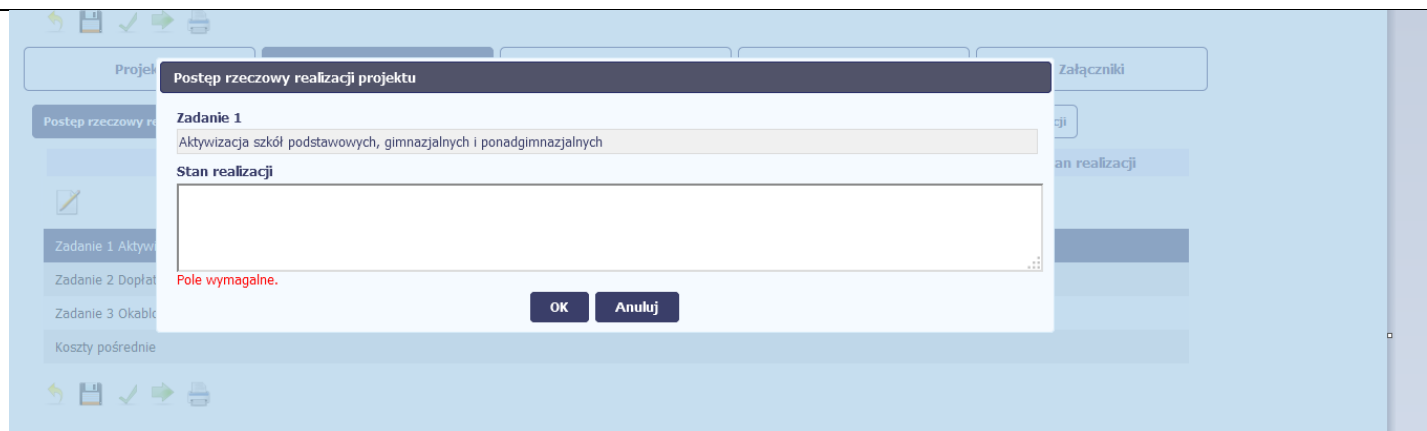 Projek
Załączniki
Postęp rzeczowy realizacji projektu
Postęp rzeczowy re
cji
Zadanie 1
Aktywizacja szkół podstawowych, gimnazjalnych i ponadgimnazjalnych
an realizacji
Stan realizacji
Zadanie 1 Aktywi
Zadanie 2 Dopłat
Pole wymagalne.
OK Anuluj
Zadanie 3 Okablo
Koszty pośrednie